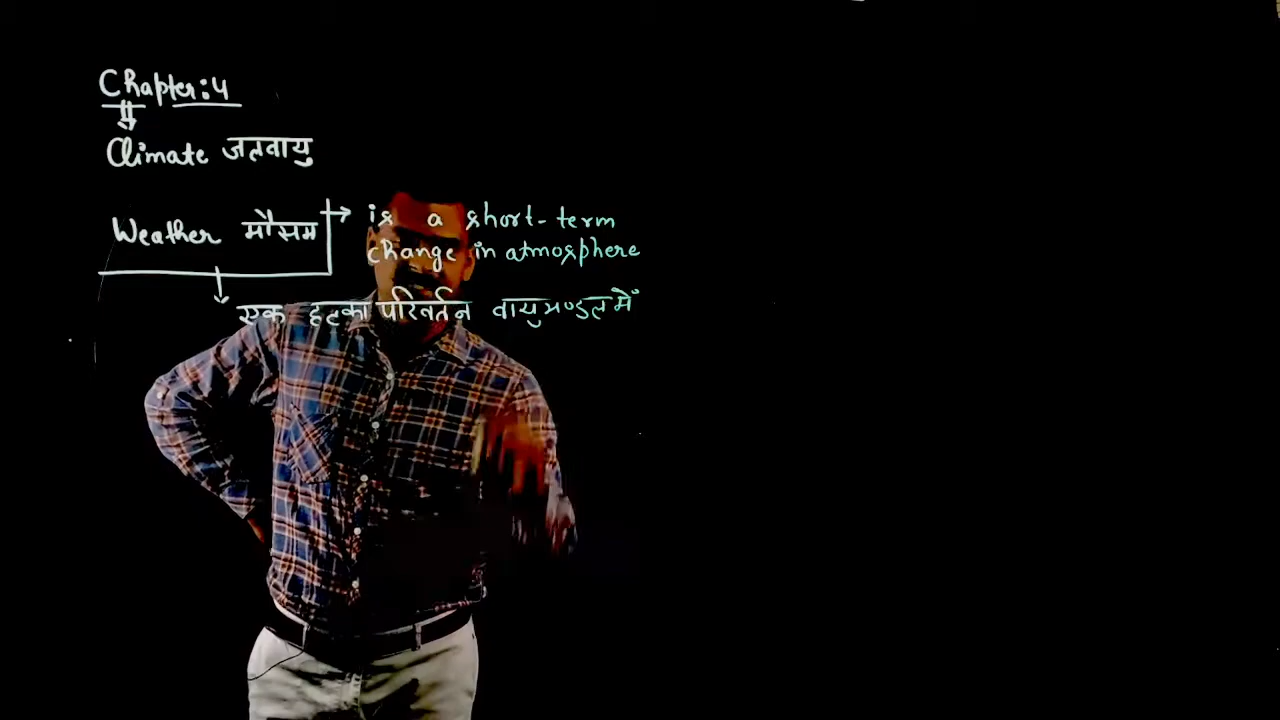 Chapter:4
Climate जलवायु
Weather मौसम → is a short-term
change in atmosphere
एक हल्का परिवर्तन वायुमण्डल में